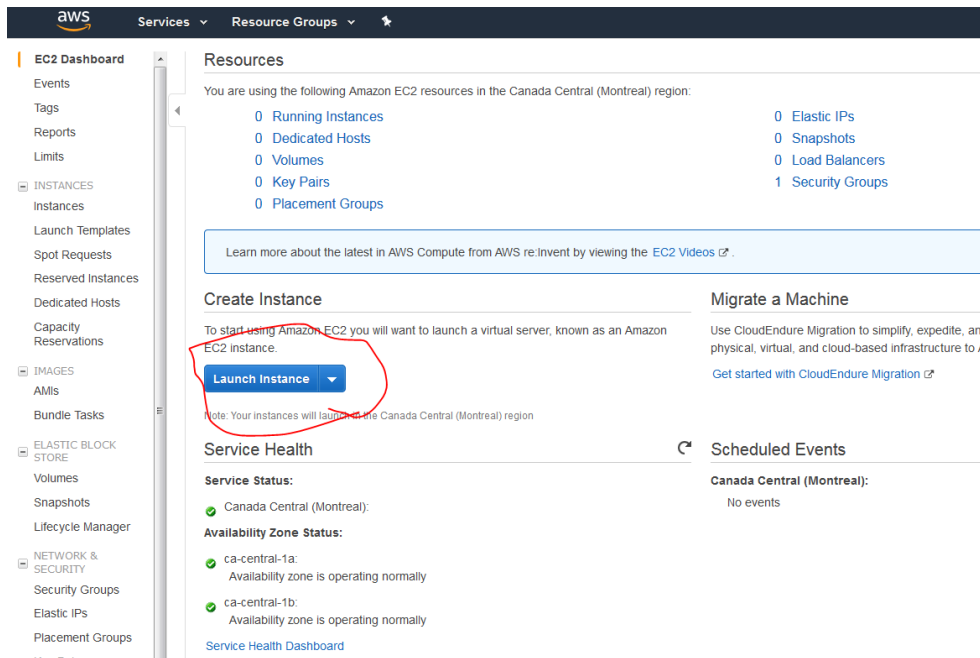 aws Services Resource Groups
EC2 Dashboard
Events
Tags
Reports
Limits
INSTANCES
Instances
Launch Templates
Spot Requests
Reserved Instances
Dedicated Hosts
Capacity
Reservations
IMAGES
AMIs
Bundle Tasks
ELASTIC BLOCK
STORE
Volumes
Snapshots
Lifecycle Manager
NETWORK &
SECURITY
Security Groups
Elastic IPs
Placement Groups
Resources
You are using the following Amazon EC2 resources in the Canada Central (Montreal) region:
0 Running Instances
0 Dedicated Hosts
0 Volumes
0 Key Pairs
0 Placement Groups
0 Elastic IPs
0 Snapshots
0 Load Balancers
1 Security Groups
Learn more about the latest in AWS Compute from AWS re:Invent by viewing the EC2 Videos .
Create Instance
To start using Amazon EC2 you will want to launch a virtual server, known as an Amazon
EC2 instance.
Launch Instance
Note: Your instances will launch in the Canada Central (Montreal) region
Migrate a Machine
Use CloudEndure Migration to simplify, expedite, an
physical, virtual, and cloud-based infrastructure to
Get started with CloudEndure Migration
Service Health
Service Status:
Canada Central (Montreal):
Availability Zone Status:
ca-central-1a:
Availability zone is operating normally
ca-central-1b:
Availability zone is operating normally
Service Health Dashboard
Scheduled Events
Canada Central (Montreal):
No events